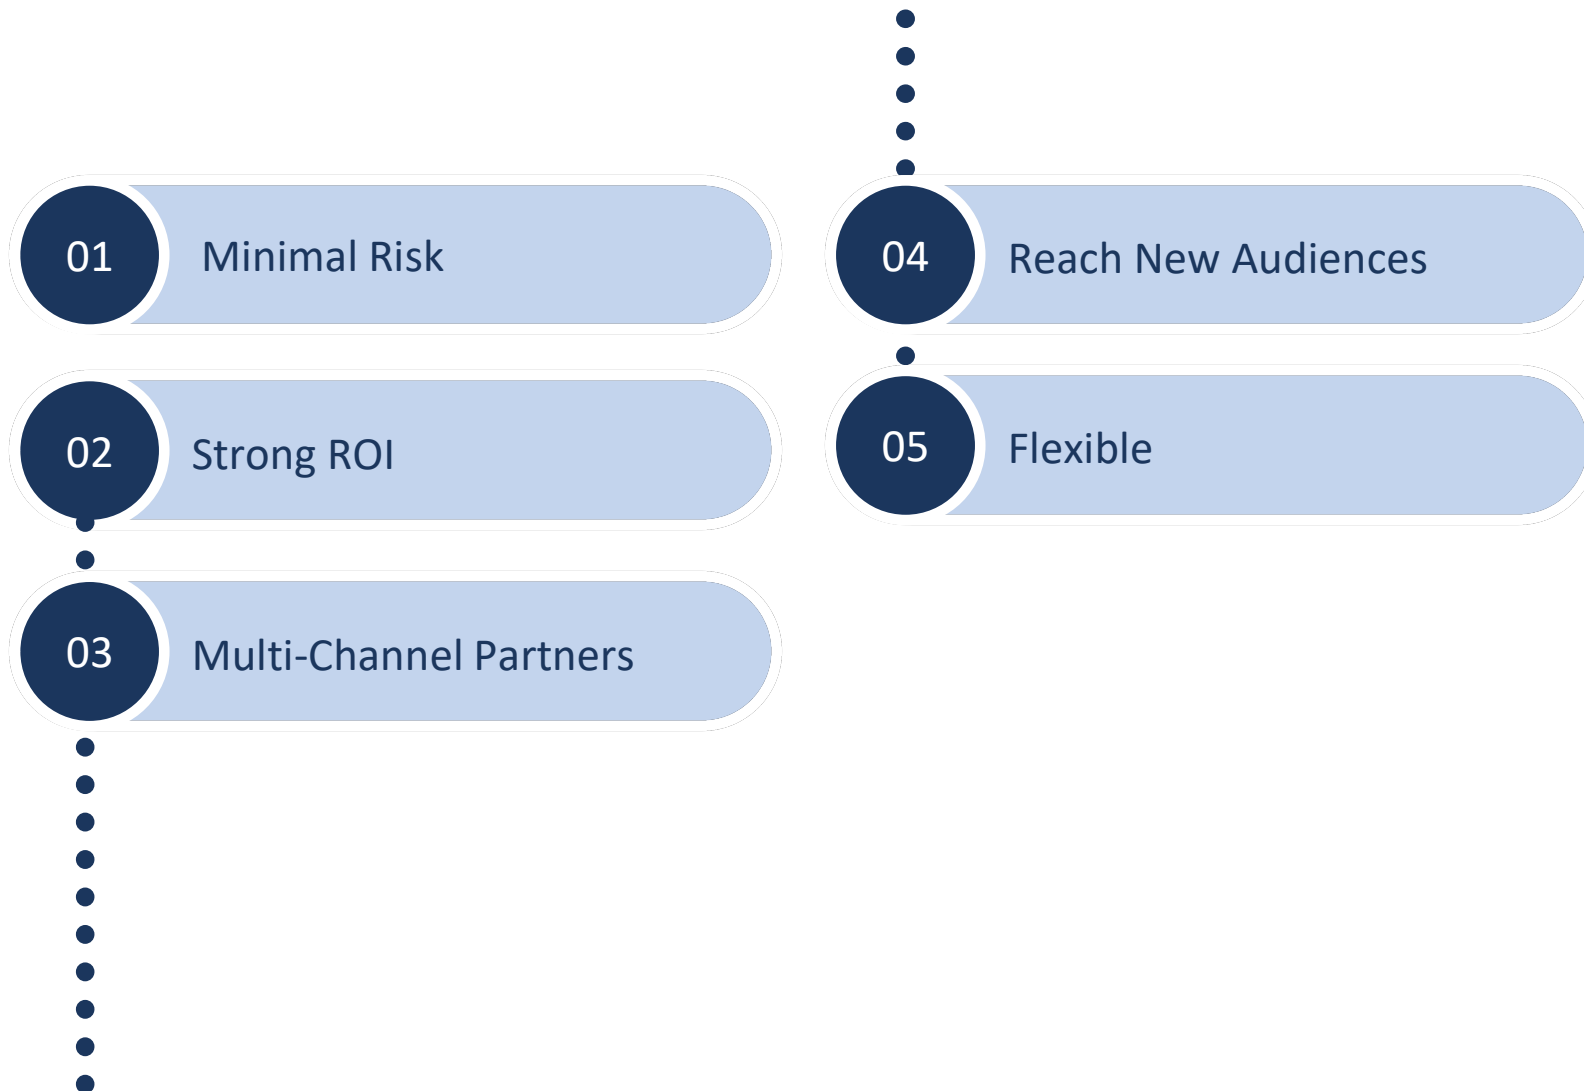 01 Minimal Risk
02 Strong ROI
03 Multi-Channel Partners
04 Reach New Audiences
05 Flexible